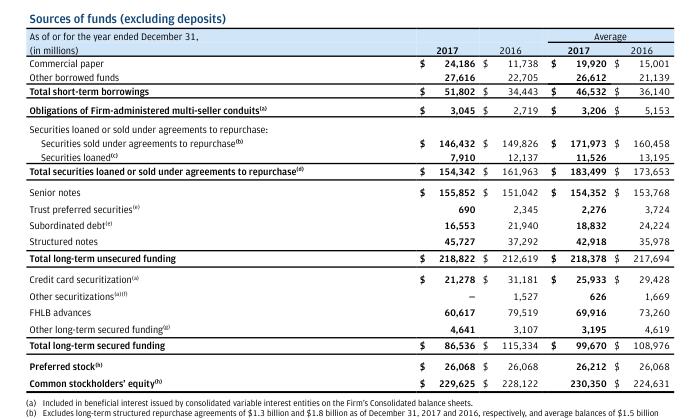 Sources of funds (excluding deposits)
As of or for the year ended December 31, Average
(in millions) 2017 2016 2017 2016
Commercial paper $ 24,186 $ 11,738 $ 19,920 $ 15,001
Other borrowed funds 27,616 22,705 26,612 21,139
Total short-term borrowings $ 51,802 $ 34,443 $ 46,532 $ 36,140
Obligations of Firm-administered multi-seller conduits(a) $ 3,045 $ 2,719 $ 3,206 $ 5,153
Securities loaned or sold under agreements to repurchase:
Securities sold under agreements to repurchase(b) $ 146,432 $ 149,826 $ 171,973 $ 160,458
Securities loaned(c) 7,910 12,137 11,526 13,195
Total securities loaned or sold under agreements to repurchase(d) $ 154,342 $ 161,963 $ 183,499 $ 173,653
Senior notes $ 155,852 $ 151,042 $ 154,352 $ 153,768
Trust preferred securities(e) 690 2,345 2,276 3,724
Subordinated debt(e) 16,553 21,940 18,832 24,224
Structured notes 45,727 37,292 42,918 35,978
Total long-term unsecured funding $ 218,822 $ 212,619 $ 218,378 $ 217,694
Credit card securitization(a) $ 21,278 $ 31,181 $ 25,933 $ 29,428
Other securitizations(a)(f) – 1,527 626 1,669
FHLB advances 60,617 79,519 69,916 73,260
Other long-term secured funding(g) 4,641 3,107 3,195 4,619
Total long-term secured funding $ 86,536 $ 115,334 $ 99,670 $ 108,976
Preferred stock(h) $ 26,068 $ 26,068 $ 26,212 $ 26,068
Common stockholders' equity(h) $ 229,625 $ 228,122 $ 230,350 $ 224,631
(a) Included in beneficial interest issued by consolidated variable interest entities on the Firm's Consolidated balance sheets.
(b) Excludes long-term structured repurchase agreements of $1.3 billion and $1.8 billion as of December 31, 2017 and 2016, respectively, and average balances of $1.5 billion